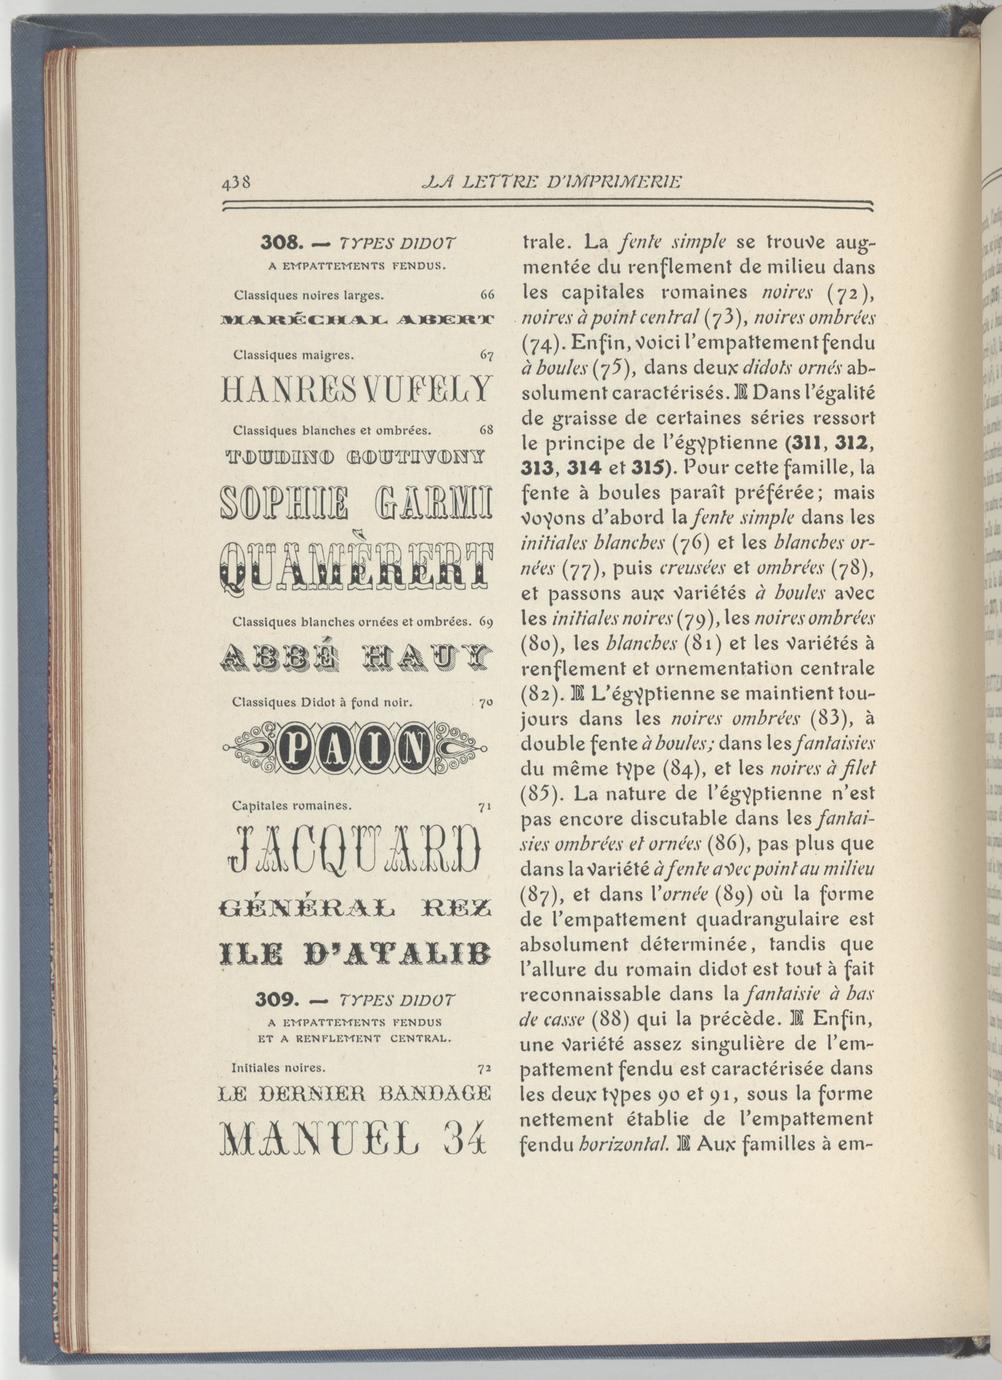 438
LA LETTRE D'IMPRIMERIE
308. — TYPES DIDOT
A EMPATTEMENTS FENDUS.
Classiques noires larges. 66
MARÉCHAL ABERT
Classiques maigres. 67
HANRES VUFELY
Classiques blanches et ombrées. 68
TOUDINO GOUTIVONY
SOPHIE GARMI
QUAMÈRERT
Classiques blanches ornées et ombrées. 69
ABBÉ HAUY
Classiques Didot à fond noir. 70
PAIN
Capitales romaines. 71
JACQUARD
GÉNÉRAL REZ
ILE D'ATALIB
309. — TYPES DIDOT
A EMPATTEMENTS FENDUS
ET A RENFLEMENT CENTRAL.
Initiales noires. 72
LE DERNIER BANDAGE
MANUEL 34
trale. La fente simple se trouve aug-
mentée du renflement de milieu dans
les capitales romaines noires (72),
noires à point central (73), noires ombrées
(74). Enfin, voici l'empattement fendu
à boules (75), dans deux didots ornés ab-
solument caractérisés. Dans l'égalité
de graisse de certaines séries ressort
le principe de l'égyptienne (311, 312,
313, 314 et 315). Pour cette famille, la
fente à boules paraît préférée; mais
voyons d'abord la fente simple dans les
initiales blanches (76) et les blanches or-
nées (77), puis creusées et ombrées (78),
et passons aux variétés à boules avec
les initiales noires (79), les noires ombrées
(80), les blanches (81) et les variétés à
renflement et ornementation centrale
(82). L'égyptienne se maintient tou-
jours dans les noires ombrées (83), à
double fente à boules; dans les fantaisies
du même type (84), et les noires à filet
(85). La nature de l'égyptienne n'est
pas encore discutable dans les fantai-
sies ombrées et ornées (86), pas plus que
dans la variété à fente avec point au milieu
(87), et dans l'ornée (89) où la forme
de l'empattement quadrangulaire est
absolument déterminée, tandis que
l'allure du romain didot est tout à fait
reconnaissable dans la fantaisie à bas
de casse (88) qui la précède. Enfin,
une variété assez singulière de l'em-
pattement fendu est caractérisée dans
les deux types 90 et 91, sous la forme
nettement établie de l'empattement
fendu horizontal. Aux familles à em-